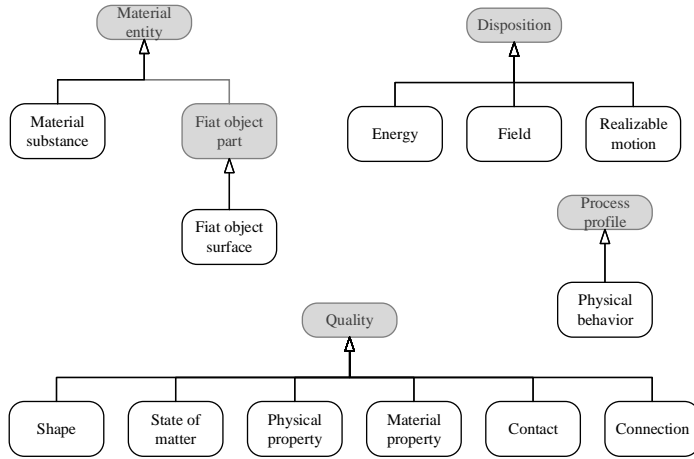 Material
entity
Disposition
Material
substance
Fiat object
part
Energy
Field
Realizable
motion
Fiat object
surface
Process
profile
Physical
behavior
Quality
Shape
State of
matter
Physical
property
Material
property
Contact
Connection